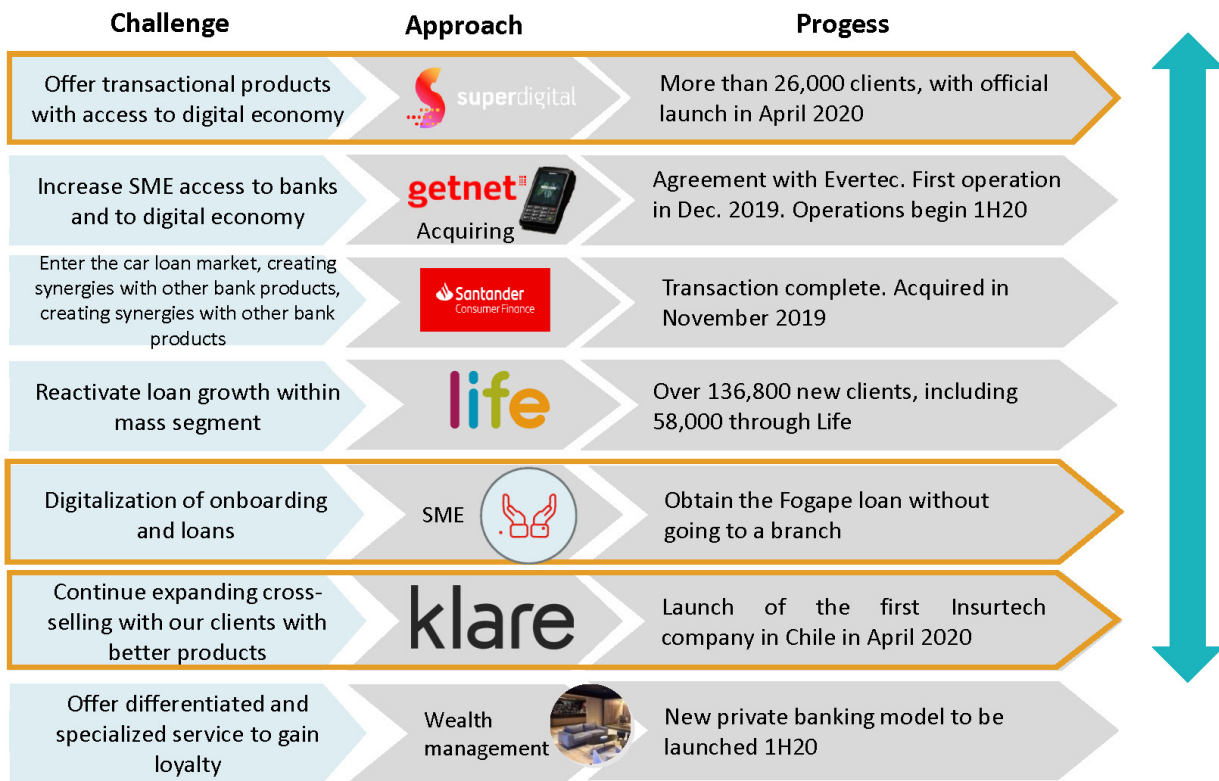 Challenge
Approach
Progess
Offer transactional products
with access to digital economy
superdigital
More than 26,000 clients, with official
launch in April 2020
Increase SME access to banks
and to digital economy
getnet
Acquiring
Agreement with Evertec. First operation
in Dec. 2019. Operations begin 1H20
Enter the car loan market, creating
synergies with other bank products,
creating synergies with other bank
products
Santander
Consumer Finance
Transaction complete. Acquired in
November 2019
Reactivate loan growth within
mass segment
life
Over 136,800 new clients, including
58,000 through Life
Digitalization of onboarding
and loans
SME
Obtain the Fogape loan without
going to a branch
Continue expanding cross-
selling with our clients with
better products
klare
Launch of the first Insurtech
company in Chile in April 2020
Offer differentiated and
specialized service to gain
loyalty
Wealth
management
New private banking model to be
launched 1H20